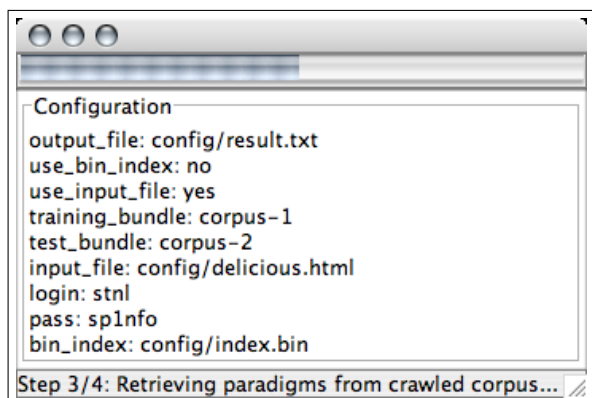 Configuration
output_file: config/result.txt
use_bin_index: no
use_input_file: yes
training_bundle: corpus-1
test_bundle: corpus-2
input_file: config/delicious.html
login: stnl
pass: sp1nfo
bin_index: config/index.bin
Step 3/4: Retrieving paradigms from crawled corpus...